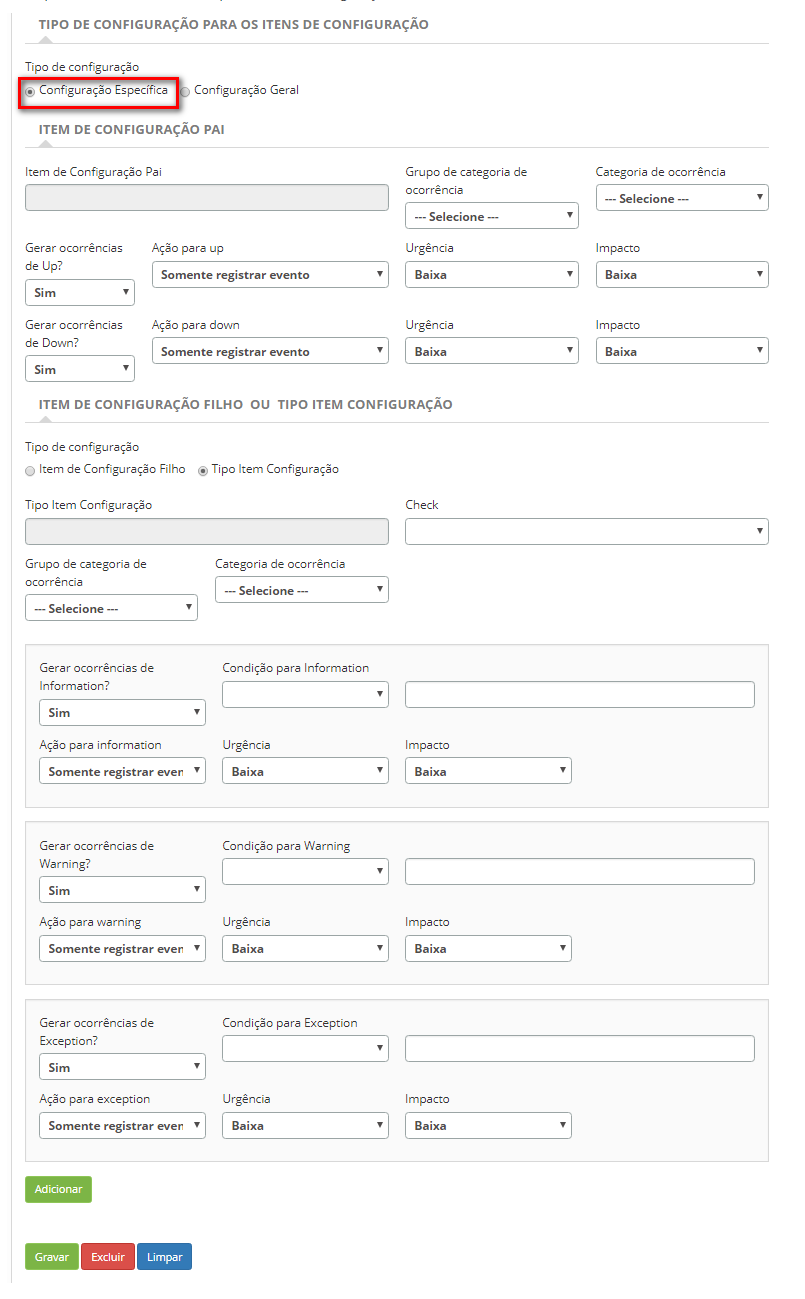 TIPO DE CONFIGURAÇÃO PARA OS ITENS DE CONFIGURAÇÃO
Tipo de configuração
Configuração Específica Configuração Geral
ITEM DE CONFIGURAÇÃO PAI
Item de Configuração Pai
Grupo de categoria de
ocorrência
--- Selecione ---
Categoria de ocorrência
--- Selecione ---
Gerar ocorrências
de Up?
Sim
Ação para up
Somente registrar evento
Urgência
Baixa
Impacto
Baixa
Gerar ocorrências
de Down?
Sim
Ação para down
Somente registrar evento
Urgência
Baixa
Impacto
Baixa
ITEM DE CONFIGURAÇÃO FILHO OU TIPO ITEM CONFIGURAÇÃO
Tipo de configuração
Item de Configuração Filho Tipo Item Configuração
Tipo Item Configuração
Check
Grupo de categoria de
ocorrência
--- Selecione ---
Categoria de ocorrência
--- Selecione ---
Gerar ocorrências de
Information?
Sim
Condição para Information
Ação para information
Somente registrar even
Urgência
Baixa
Impacto
Baixa
Gerar ocorrências de
Warning?
Sim
Condição para Warning
Ação para warning
Somente registrar even
Urgência
Baixa
Impacto
Baixa
Gerar ocorrências de
Exception?
Sim
Condição para Exception
Ação para exception
Somente registrar even
Urgência
Baixa
Impacto
Baixa
Adicionar
Gravar Excluir Limpar